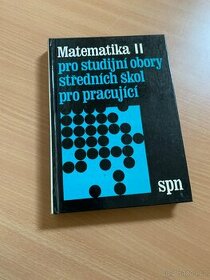 Matematika II
pro studijní obory
středních škol
pro pracující
spn